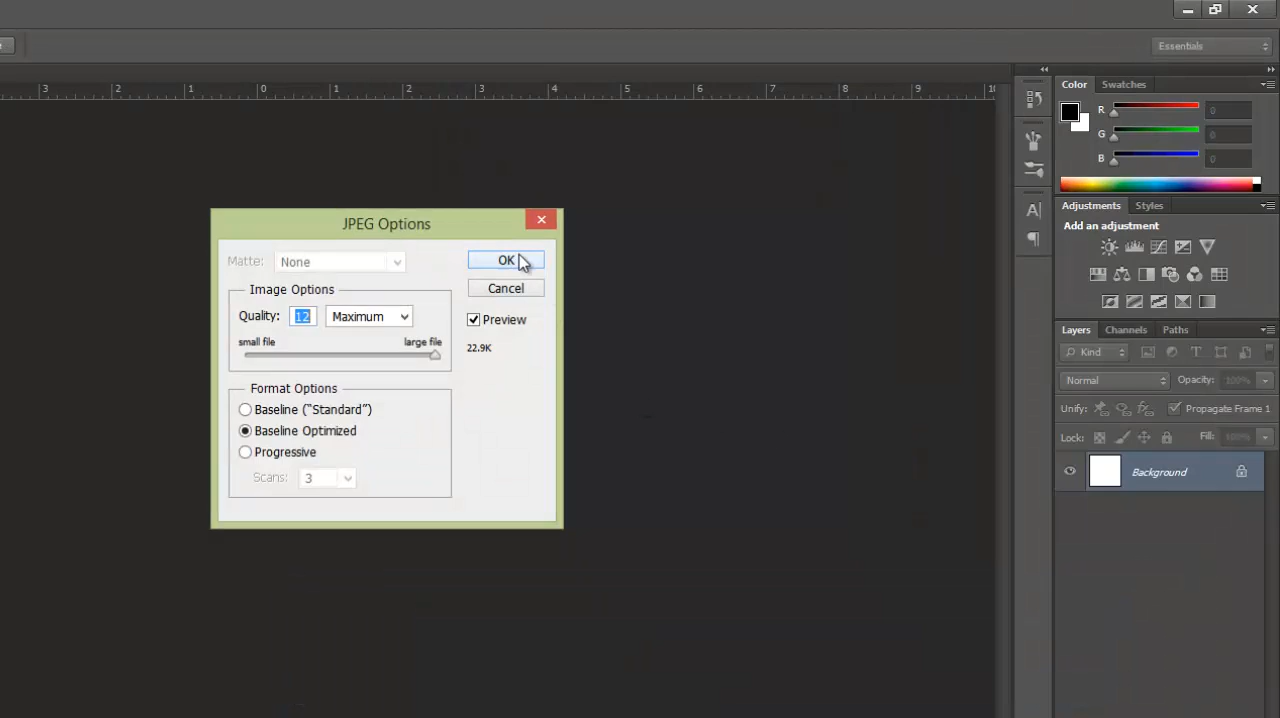 Essentials
3 2 1 0 1 2 3 4 5 6 7 8 9 10
Color Swatches
R 0
G 0
B 0
Adjustments Styles
Add an adjustment
Layers Channels Paths
Kind
Normal Opacity: 100%
Unify: Propagate Frame 1
Lock: Fill: 100%
Background
JPEG Options
Matte: None
OK
Cancel
Image Options
Quality: 12 Maximum
Preview
small file large file
22.9K
Format Options
Baseline (“Standard”)
Baseline Optimized
Progressive
Scans: 3